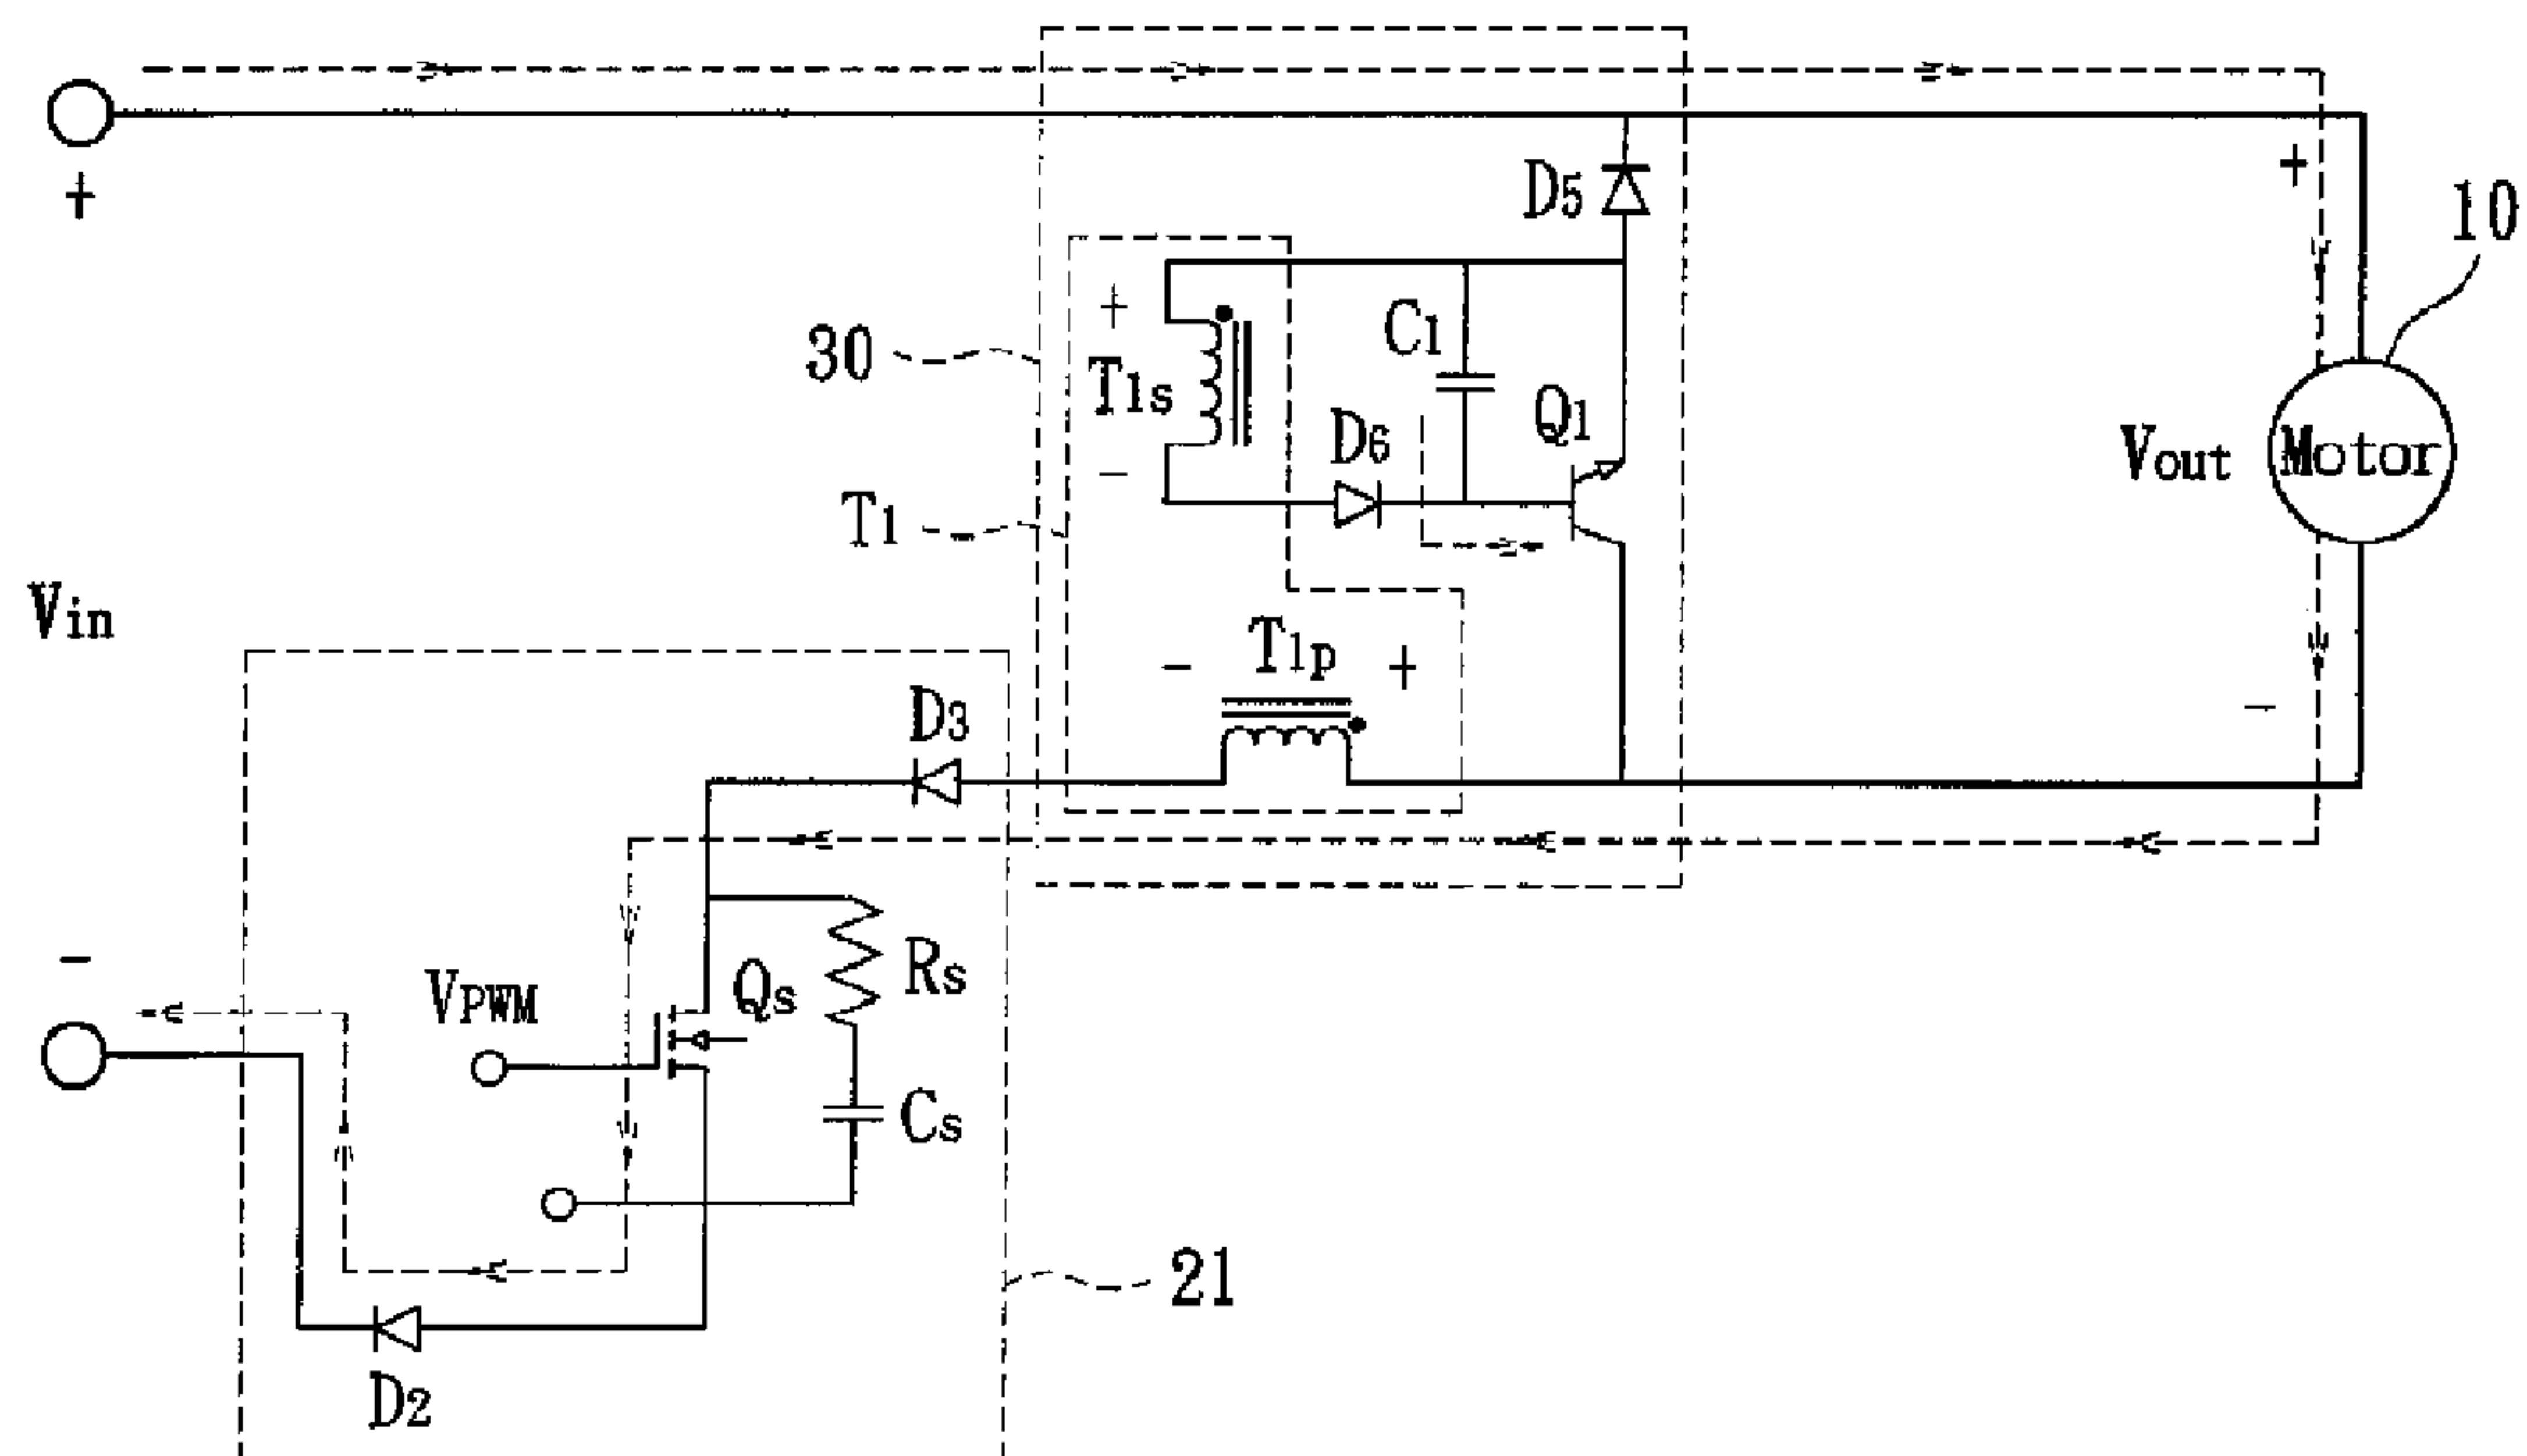 +
D5
+
10
+
T1s
-
30
C1
Q1
D6
T1
Vout
Motor
Vin
-
T1p
+
D3
-
-
VPWM
Qs
Rs
Cs
21
D2